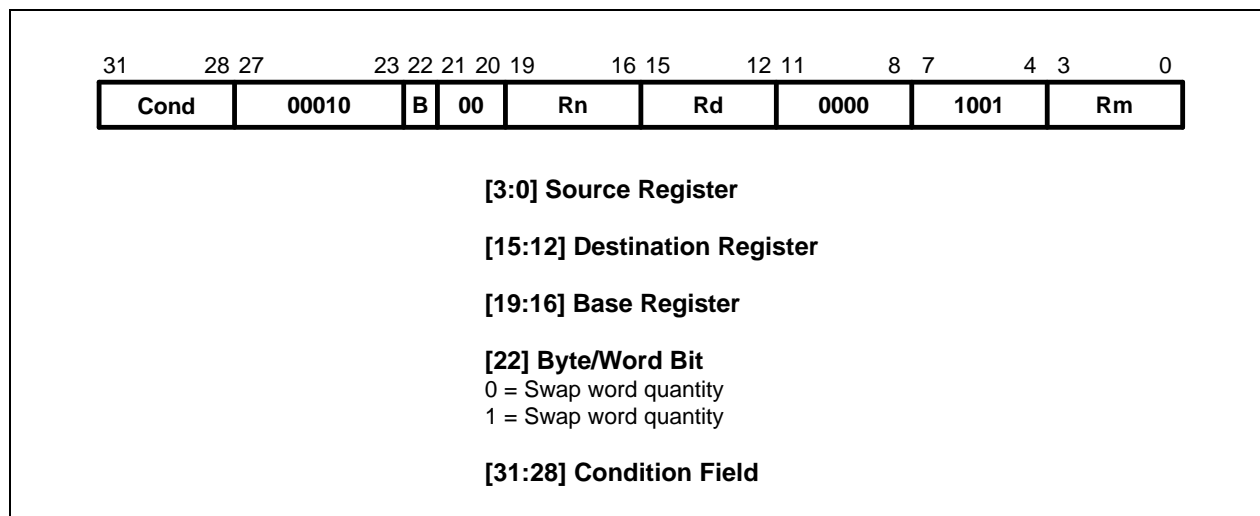 31 28 27 23 22 21 20 19 16 15 12 11 8 7 4 3 0
Cond 00010 B 00 Rn Rd 0000 1001 Rm
[3:0] Source Register
[15:12] Destination Register
[19:16] Base Register
[22] Byte/Word Bit
0 = Swap word quantity
1 = Swap word quantity
[31:28] Condition Field